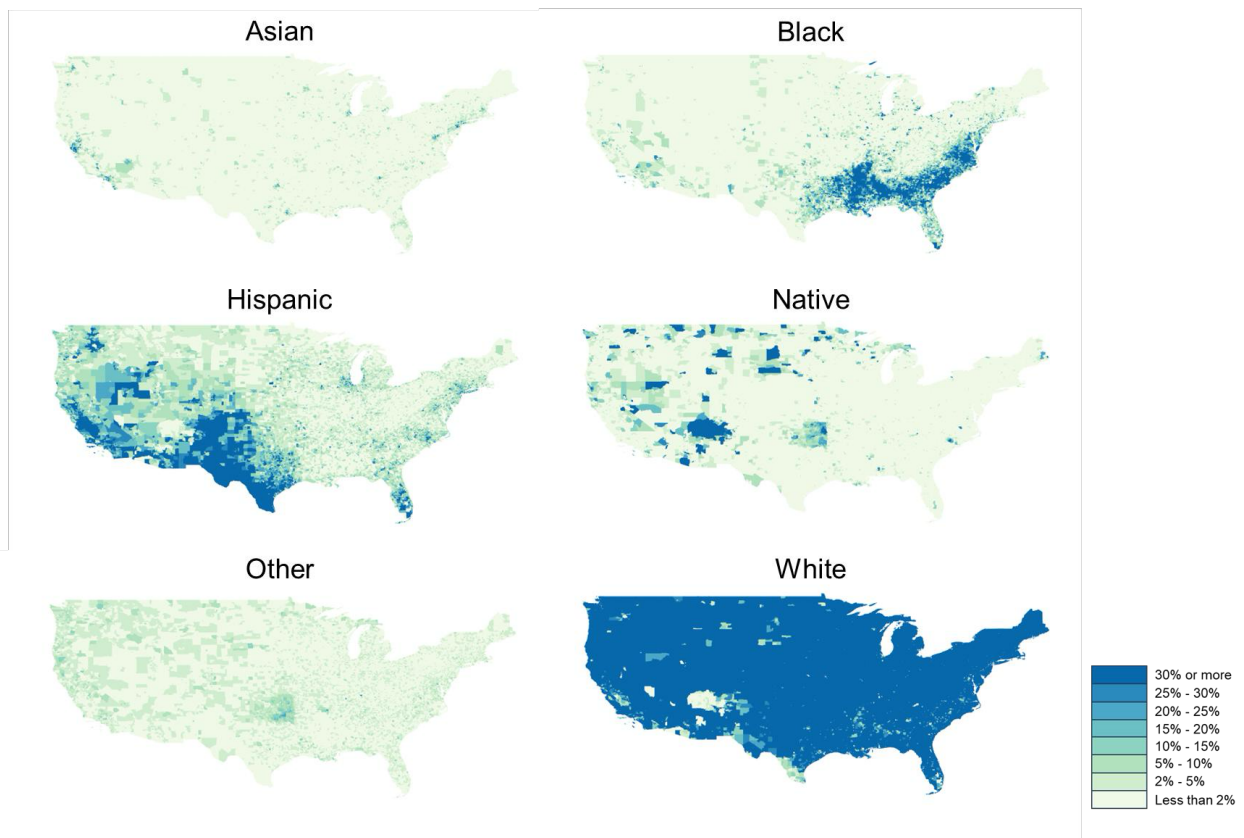 Asian
Black
Hispanic
Native
Other
White
30% or more
25% - 30%
20% - 25%
15% - 20%
10% - 15%
5% - 10%
2% - 5%
Less than 2%